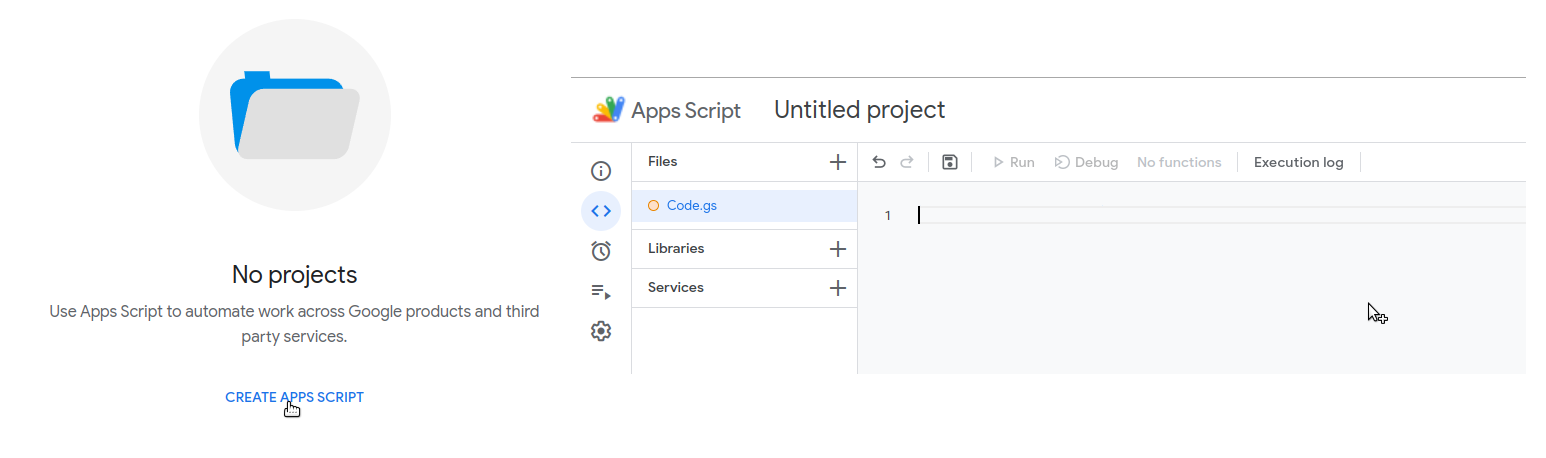 No projects
Use Apps Script to automate work across Google products and third
party services.
CREATE APPS SCRIPT
Apps Script Untitled project
Files
Run Debug No functions Execution log
Code.gs
1
Libraries
Services